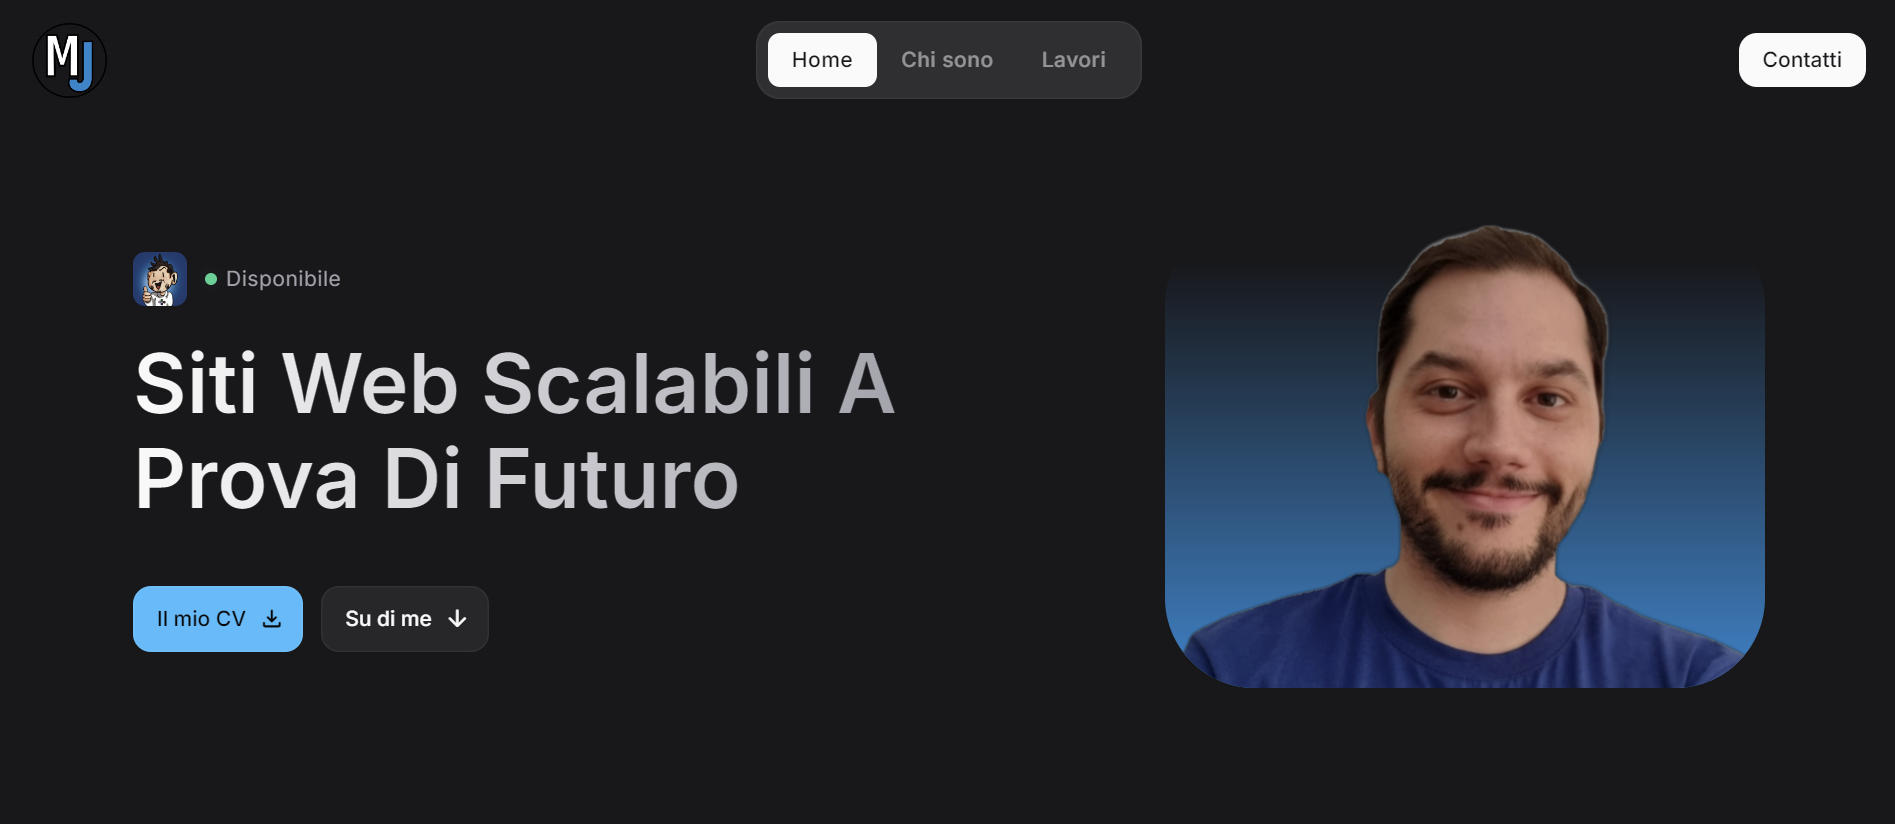 MJ
Home
Chi sono
Lavori
Contatti
Disponibile
Siti Web Scalabili A
Prova Di Futuro
Il mio CV
Su di me